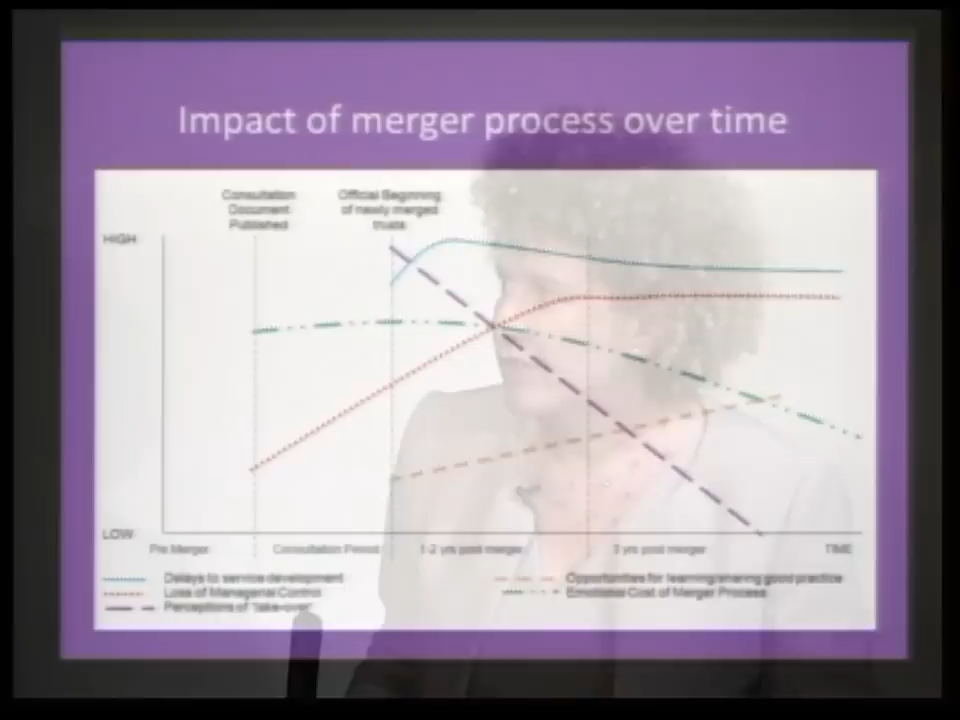 Impact of merger process over time
Consultation
Document
Published
Official Beginning
of newly merged
trusts
HIGH
LOW
Pre Merger
Consultation Period
1-2 yrs post merger
3 yrs post merger
TIME
Delays to service development
Loss of Managerial Control
Perceptions of 'take-over'
Opportunities for learning/sharing good practice
Emotional Cost of Merger Process